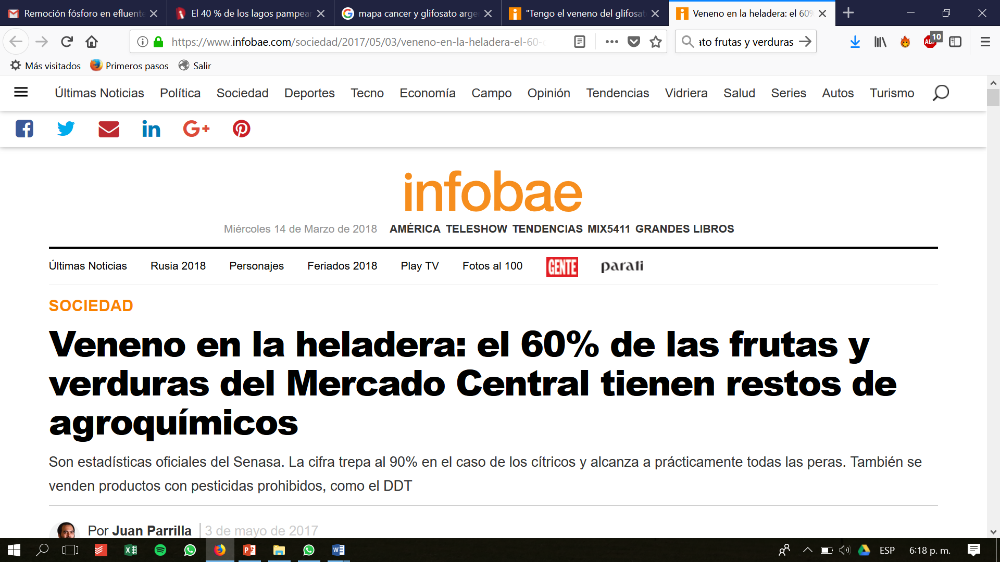 Remoción fósforo en efluente
El 40 % de los lagos pampean
mapa cancer y glifosato arge
"Tengo el veneno del glifosato
Veneno en la heladera: el 60%
https://www.infobae.com/sociedad/2017/05/03/veneno-en-la-heladera-el-60-
ato frutas y verduras
ABP
10
Más visitados
Primeros pasos
Salir
Últimas Noticias
Política
Sociedad
Deportes
Tecno
Economía
Campo
Opinión
Tendencias
Vidriera
Salud
Series
Autos
Turismo
infobae
Miércoles 14 de Marzo de 2018 AMÉRICA TELESHOW TENDENCIAS MIX5411 GRANDES LIBROS
Últimas Noticias
Rusia 2018
Personajes
Feriados 2018
Play TV
Fotos al 100
GENTE
parati
SOCIEDAD
Veneno en la heladera: el 60% de las frutas y
verduras del Mercado Central tienen restos de
agroquímicos
Son estadísticas oficiales del Senasa. La cifra trepa al 90% en el caso de los cítricos y alcanza a prácticamente todas las peras. También se
venden productos con pesticidas prohibidos, como el DDT
Por Juan Parrilla | 3 de mayo de 2017
ESP
6:18 p. m.